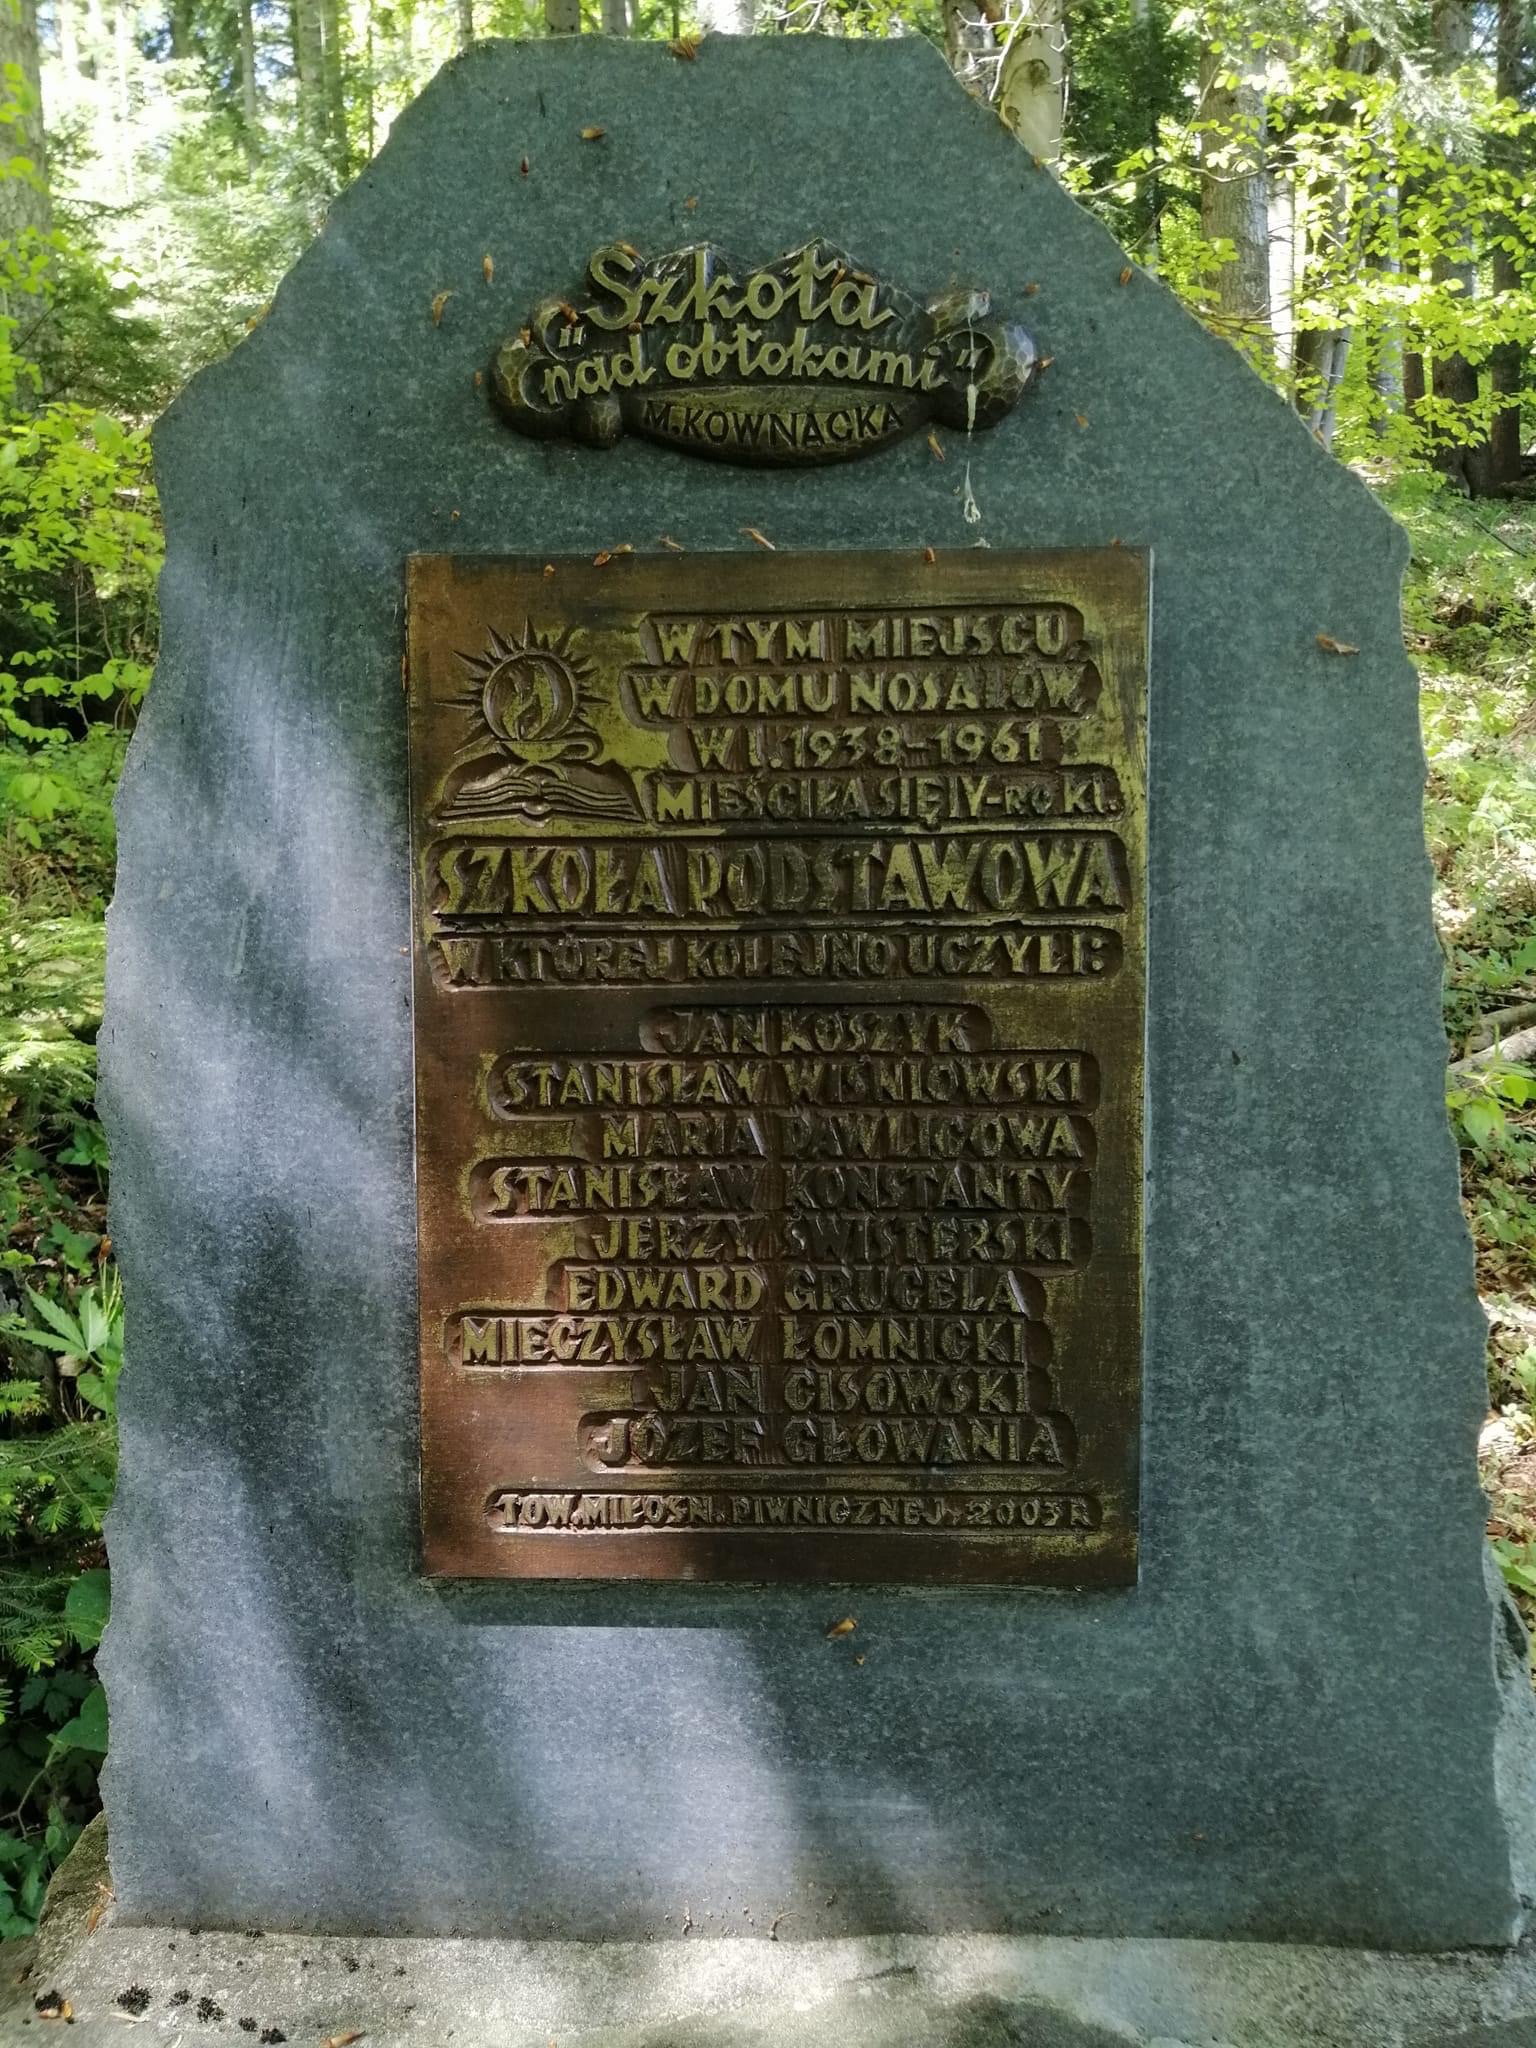 Szkoła
"nad obłokami"
M. KOWNACKA
W TYM MIEJSCU,
W DOMU NOSALÓW,
W l. 1938-1961
MIEŚCIŁA SIĘ IV-RO Kl.
SZKOŁA PODSTAWOWA
W KTÓREJ KOLEJNO UCZYLI:
JAN KOSZYK
STANISŁAW WIŚNIOWSKI
MARIA PAWLIGOWA
STANISŁAW KONSTANTY
JERZY ŚWISTERSKI
EDWARD GRUCELA
MIECZYSŁAW ŁOMNICKI
JAN CISOWSKI
JÓZEF GŁOWANIA
TOW. MIŁOŚN. PIWNICZNEJ, 2003 R